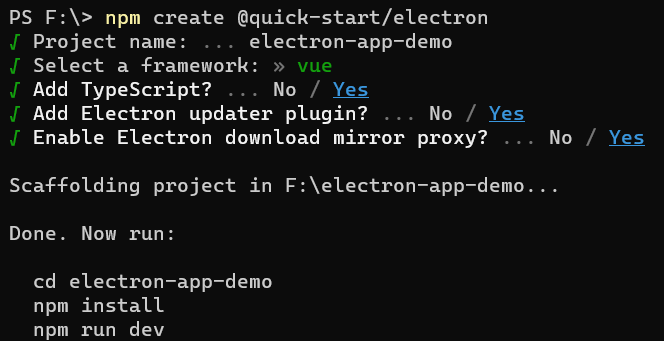 PS F:\> npm create @quick-start/electron
√ Project name: ... electron-app-demo
√ Select a framework: » vue
√ Add TypeScript? ... No / Yes
√ Add Electron updater plugin? ... No / Yes
√ Enable Electron download mirror proxy? ... No / Yes
Scaffolding project in F:\electron-app-demo...
Done. Now run:
cd electron-app-demo
npm install
npm run dev